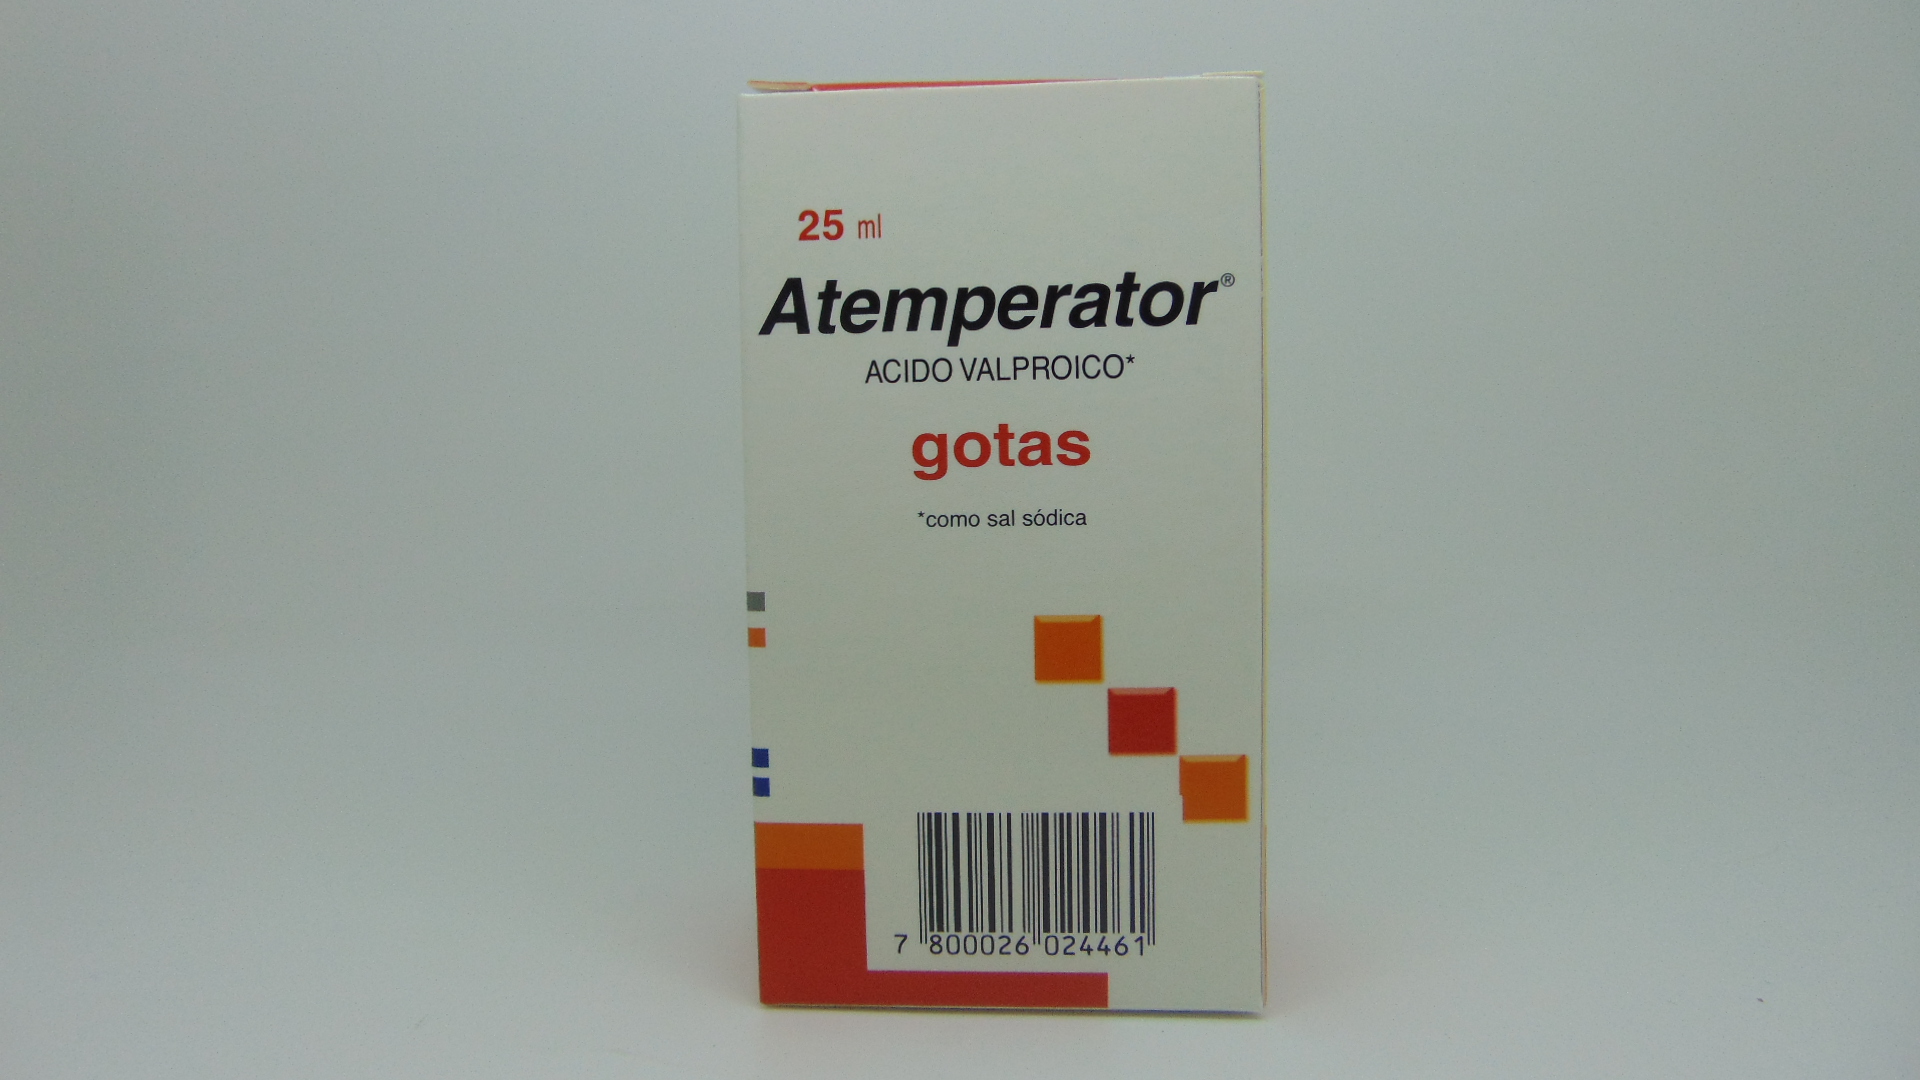 25 ml
Atemperator®
ACIDO VALPROICO*
gotas
*como sal sódica
7 800026 024461